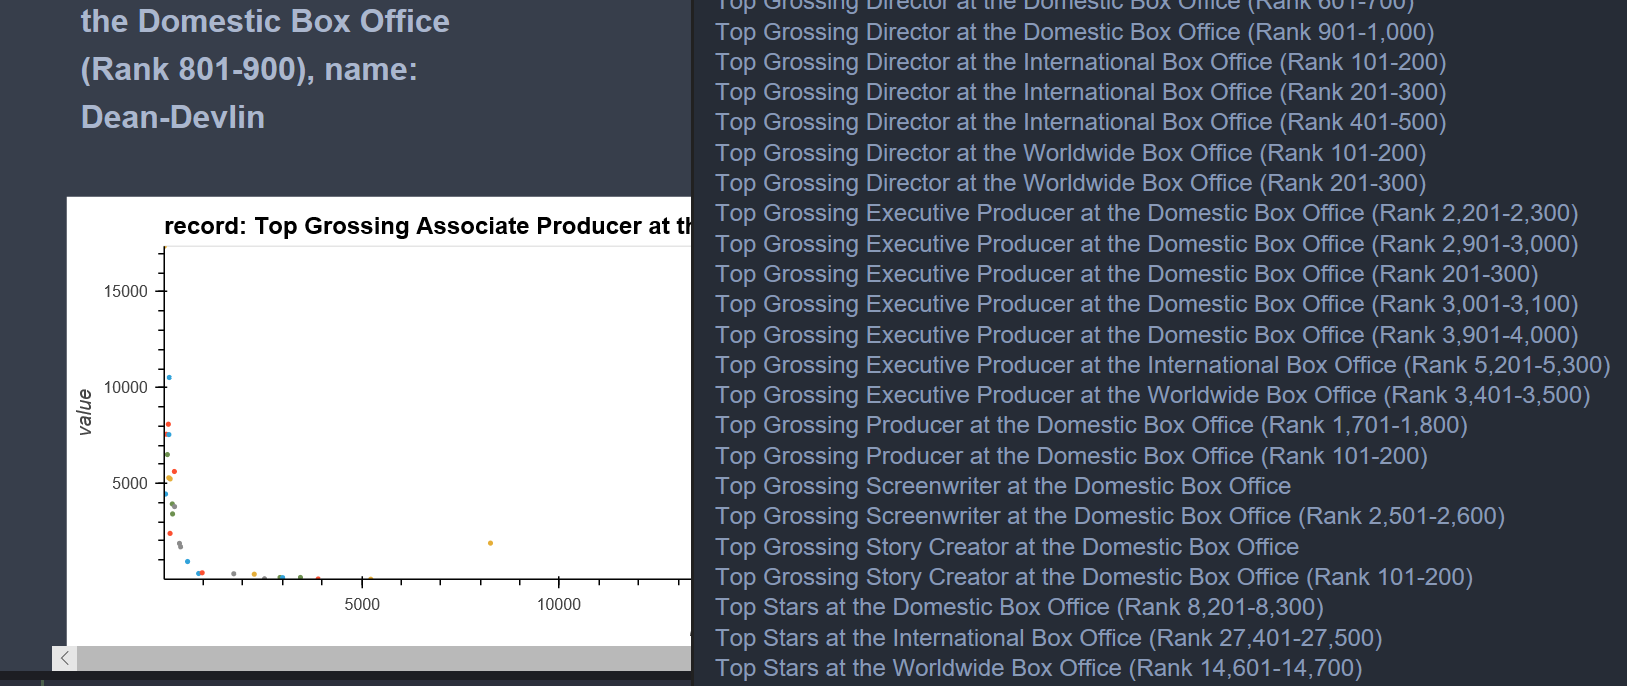 the Domestic Box Office
(Rank 801-900), name:
Dean-Devlin
record: Top Grossing Associate Producer at th
value
15000
10000
5000
5000
10000
Top Grossing Director at the Domestic Box Office (Rank 601-700)
Top Grossing Director at the Domestic Box Office (Rank 901-1,000)
Top Grossing Director at the International Box Office (Rank 101-200)
Top Grossing Director at the International Box Office (Rank 201-300)
Top Grossing Director at the International Box Office (Rank 401-500)
Top Grossing Director at the Worldwide Box Office (Rank 101-200)
Top Grossing Director at the Worldwide Box Office (Rank 201-300)
Top Grossing Executive Producer at the Domestic Box Office (Rank 2,201-2,300)
Top Grossing Executive Producer at the Domestic Box Office (Rank 2,901-3,000)
Top Grossing Executive Producer at the Domestic Box Office (Rank 201-300)
Top Grossing Executive Producer at the Domestic Box Office (Rank 3,001-3,100)
Top Grossing Executive Producer at the Domestic Box Office (Rank 3,901-4,000)
Top Grossing Executive Producer at the International Box Office (Rank 5,201-5,300)
Top Grossing Executive Producer at the Worldwide Box Office (Rank 3,401-3,500)
Top Grossing Producer at the Domestic Box Office (Rank 1,701-1,800)
Top Grossing Producer at the Domestic Box Office (Rank 101-200)
Top Grossing Screenwriter at the Domestic Box Office
Top Grossing Screenwriter at the Domestic Box Office (Rank 2,501-2,600)
Top Grossing Story Creator at the Domestic Box Office
Top Grossing Story Creator at the Domestic Box Office (Rank 101-200)
Top Stars at the Domestic Box Office (Rank 8,201-8,300)
Top Stars at the International Box Office (Rank 27,401-27,500)
Top Stars at the Worldwide Box Office (Rank 14,601-14,700)